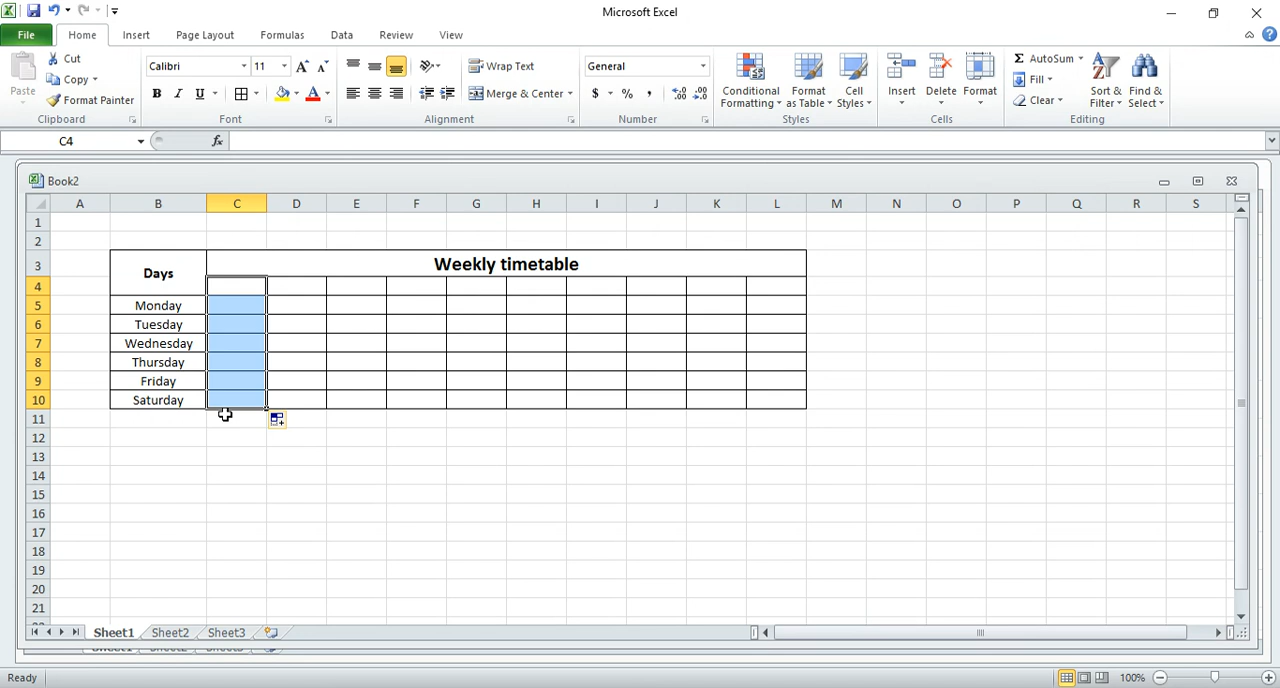 Microsoft Excel
File Home Insert Page Layout Formulas Data Review View
Cut
Copy
Format Painter
Paste
Clipboard
Calibri 11
B I U
Font
Wrap Text
Merge & Center
Alignment
General
$ % ,
Number
Conditional Formatting
Format as Table
Cell Styles
Styles
Insert
Delete
Format
Cells
Σ AutoSum
Fill
Clear
Sort & Filter
Find & Select
Editing
C4 fx
Book2
A B C D E F G H I J K L M N O P Q R S
1
2
3 Days Weekly timetable
4
5 Monday
6 Tuesday
7 Wednesday
8 Thursday
9 Friday
10 Saturday
11
12
13
14
15
16
17
18
19
20
21
Sheet1 Sheet2 Sheet3
Ready 100%